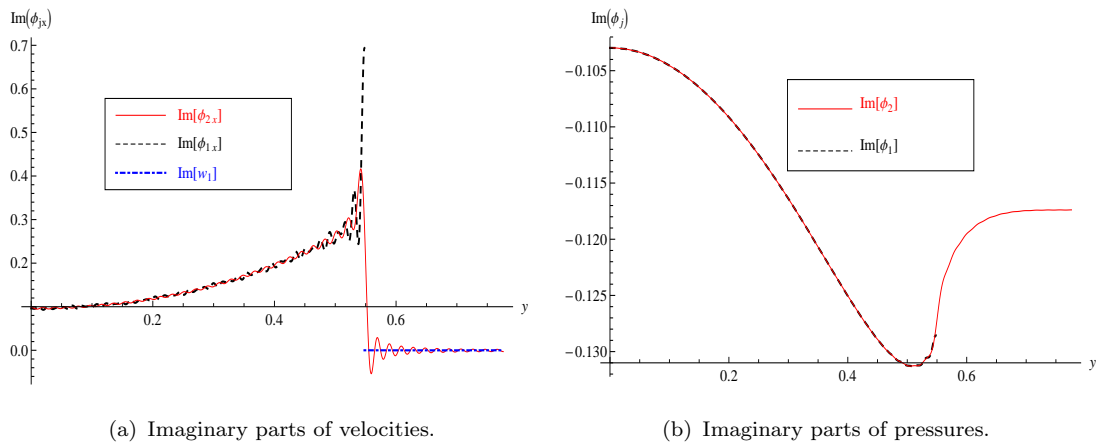 Im(ϕjx)
0.7
0.6
0.5
0.4
0.3
0.2
0.0
0.2
0.4
0.6
y
Im[ϕ2x]
Im[ϕ1x]
Im[w1]
(a) Imaginary parts of velocities.
Im(ϕj)
−0.105
−0.110
−0.115
−0.120
−0.125
−0.130
0.2
0.4
0.6
y
Im[ϕ2]
Im[ϕ1]
(b) Imaginary parts of pressures.